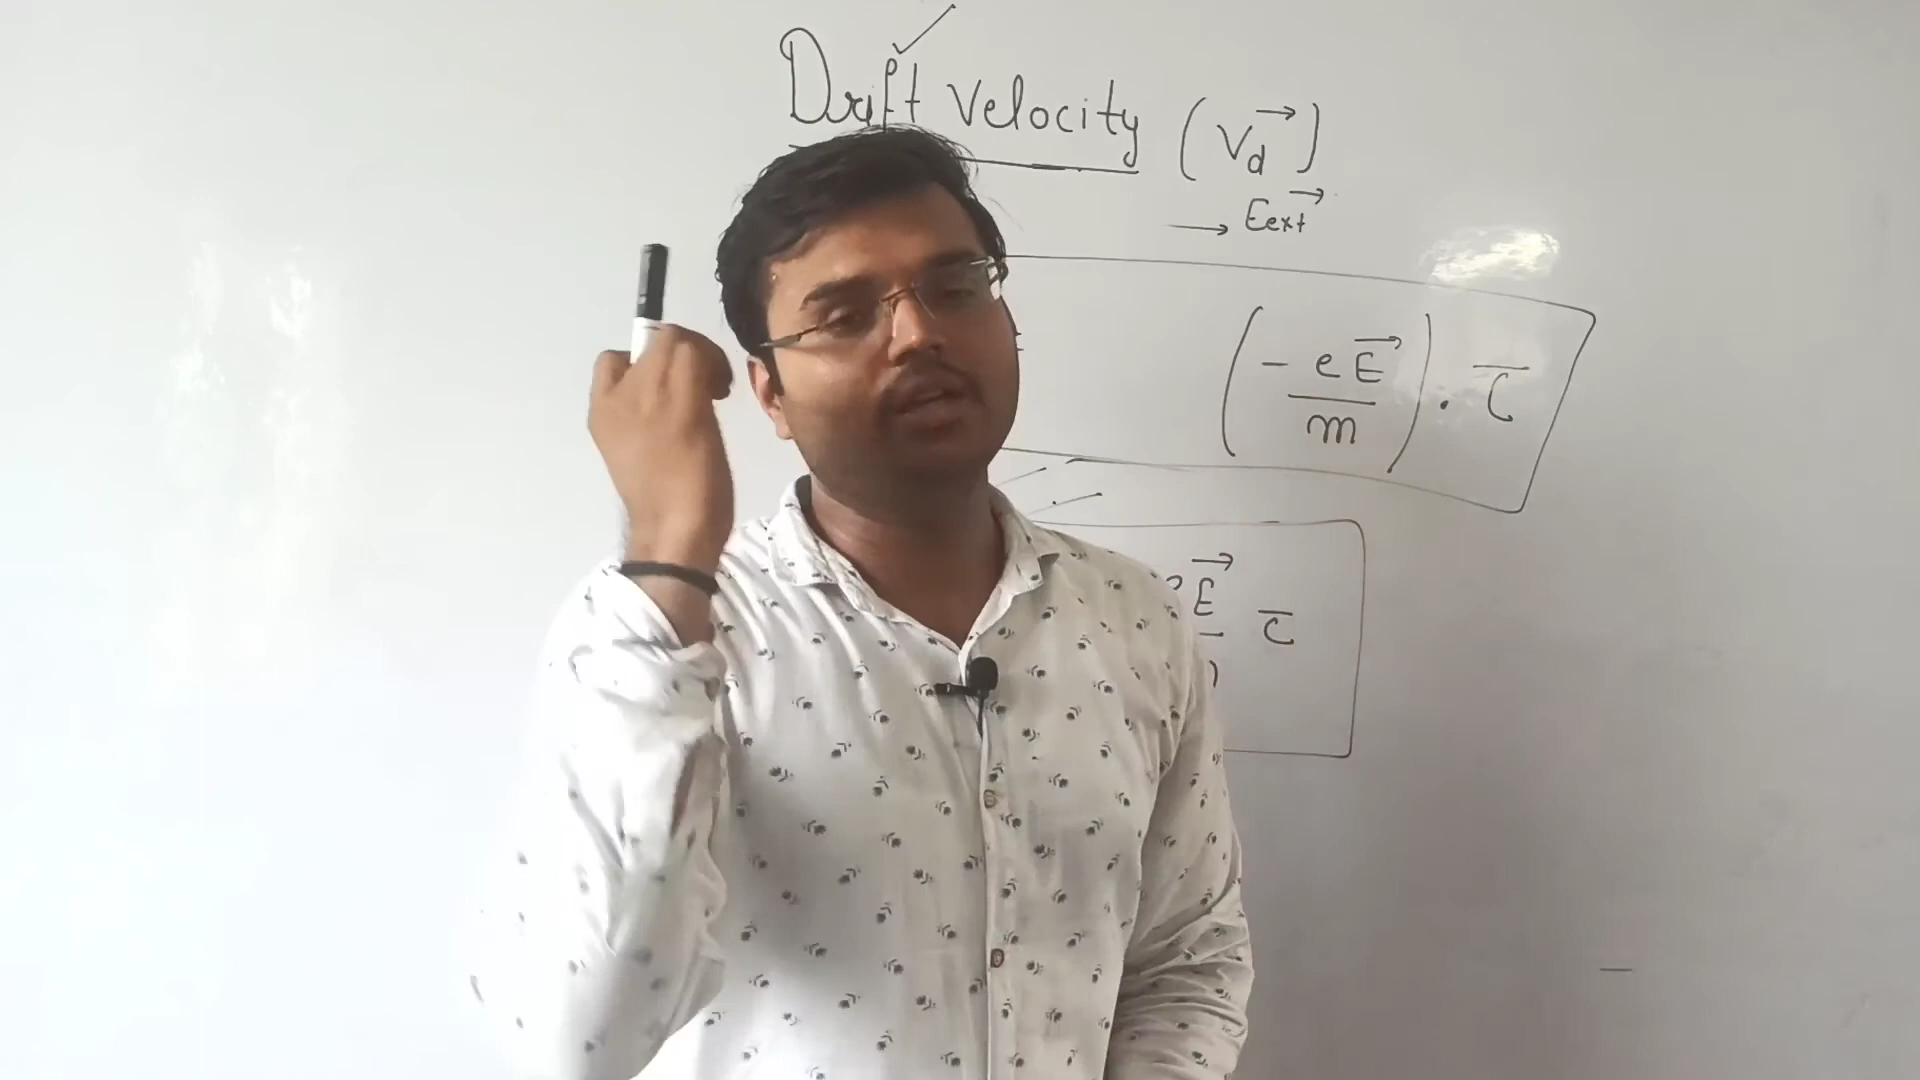 Drift Velocity (V⃗d)
→ E⃗ext
(- eE⃗/m) . τ
E⃗ τ